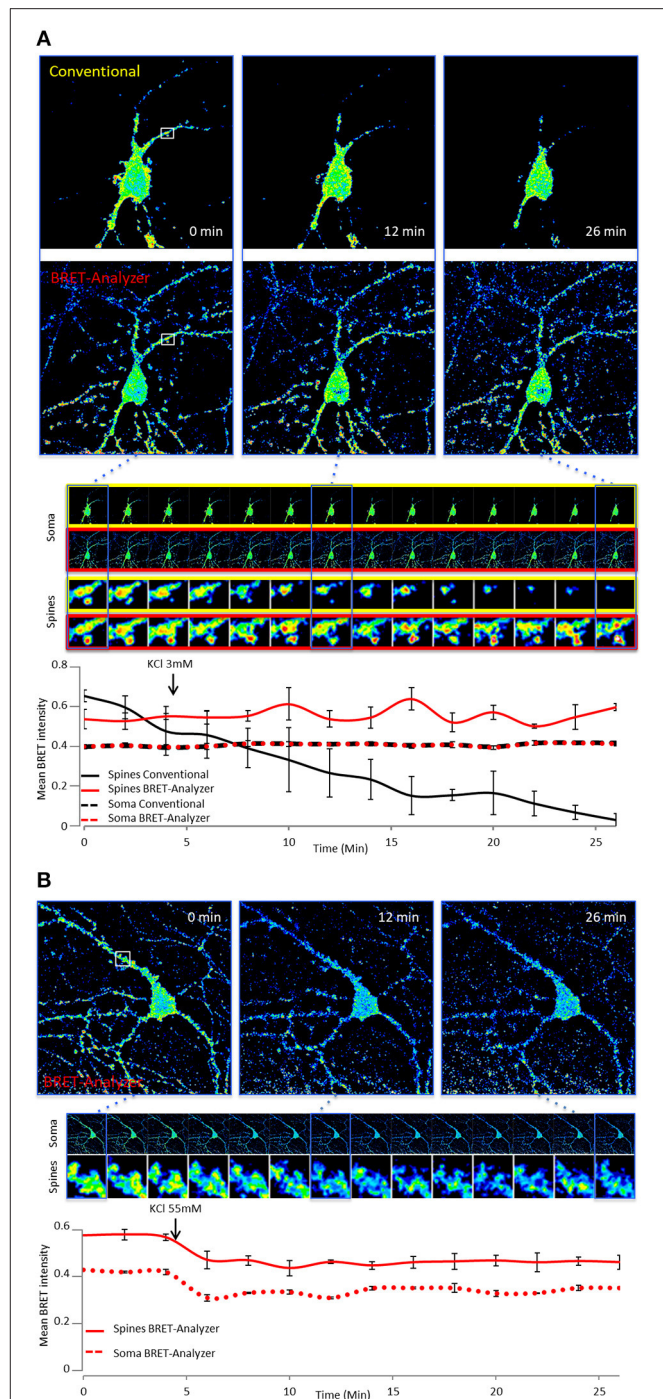 A
Conventional
0 min
12 min
26 min
BRET-Analyzer
Soma
Spines
KCl 3mM
Mean BRET intensity
0.8
0.6
0.4
0.2
0
Spines Conventional
Spines BRET-Analyzer
Soma Conventional
Soma BRET-Analyzer
0
5
10
15
20
25
Time (Min)
B
0 min
12 min
26 min
BRET-Analyzer
Soma
Spines
KCl 55mM
Mean BRET intensity
0.6
0.4
0.2
0
Spines BRET-Analyzer
Soma BRET-Analyzer
0
5
10
15
20
25
Time (Min)